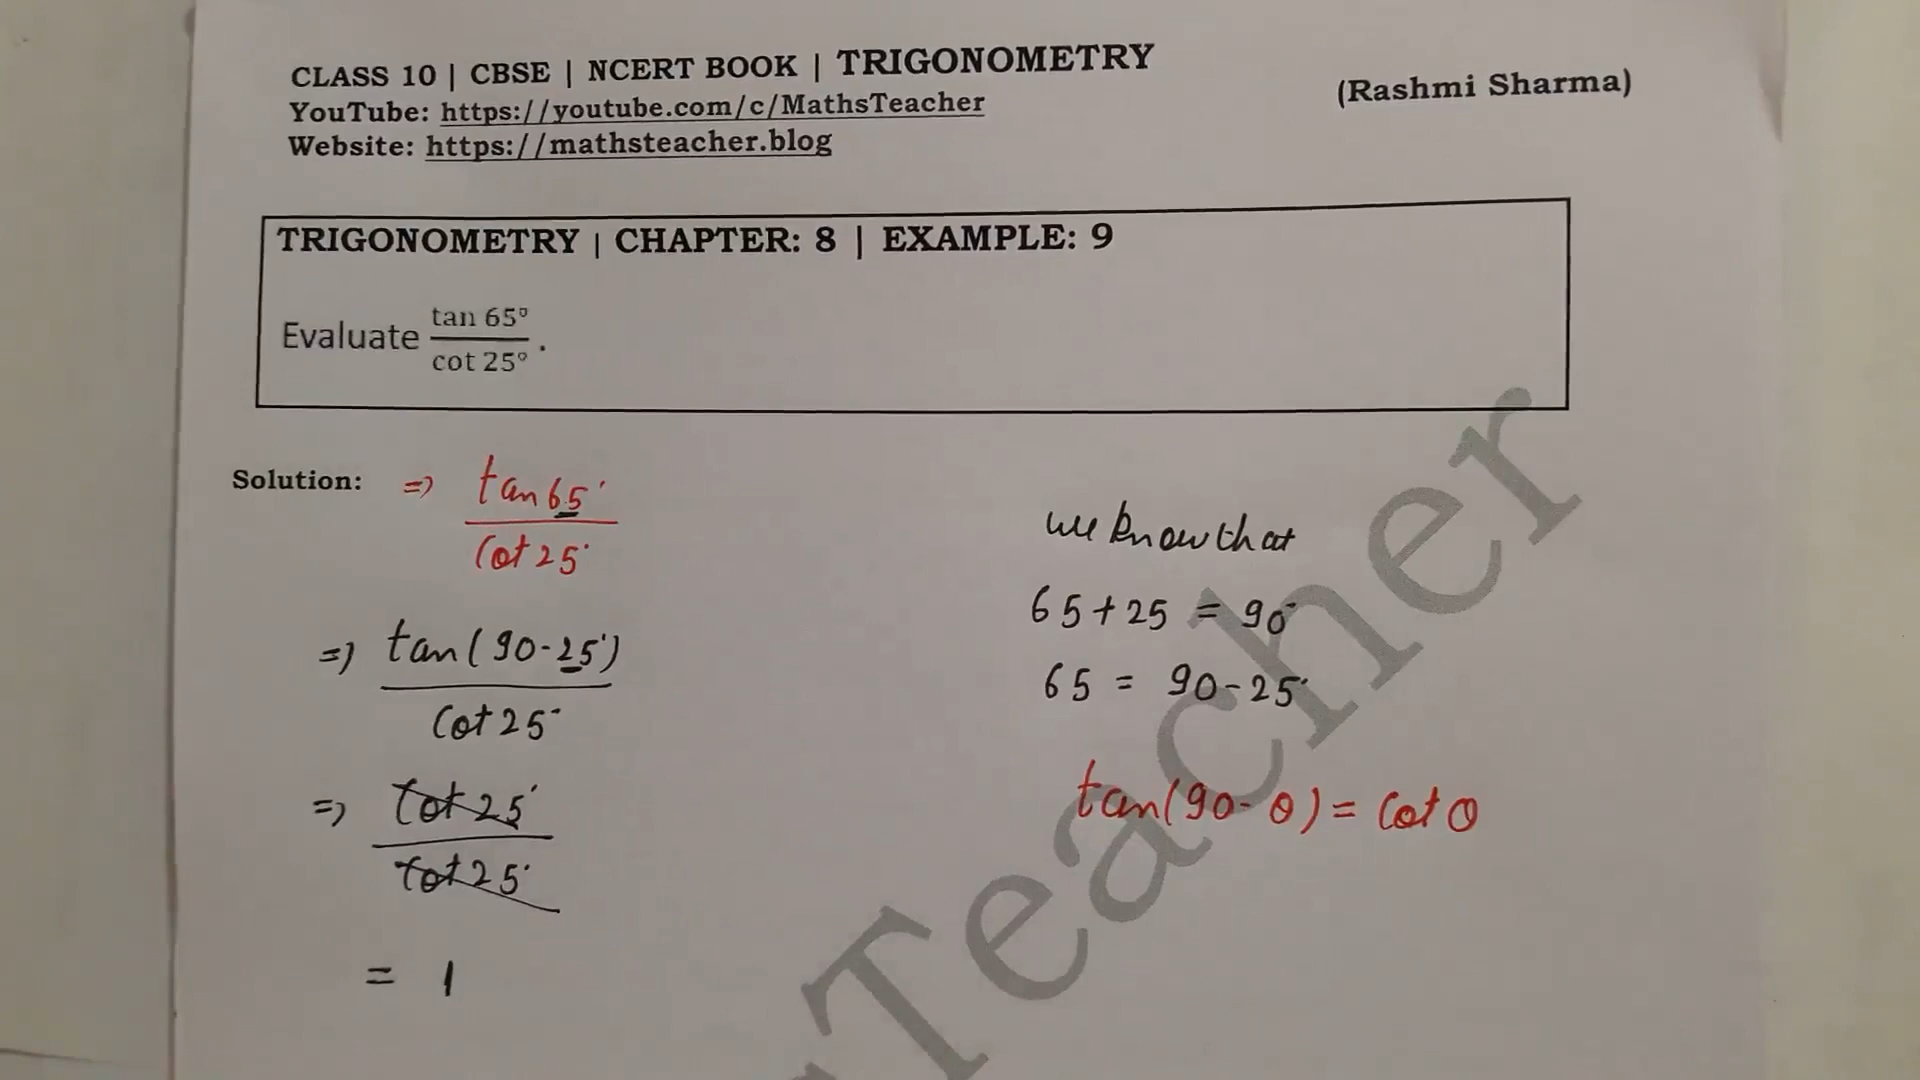 CLASS 10 | CBSE | NCERT BOOK | TRIGONOMETRY
(Rashmi Sharma)
YouTube: https://youtube.com/c/MathsTeacher
Website: https://mathsteacher.blog
TRIGONOMETRY | CHAPTER: 8 | EXAMPLE: 9
tan 65°
Evaluate ——— .
cot 25°
Solution: => tan 65°
cot 25°
=> tan(90-25°)
cot 25°
=> cot 25°
cot 25°
= 1
we know that
65+25 = 90°
65 = 90-25°
tan(90-θ) = cot θ
Teacher